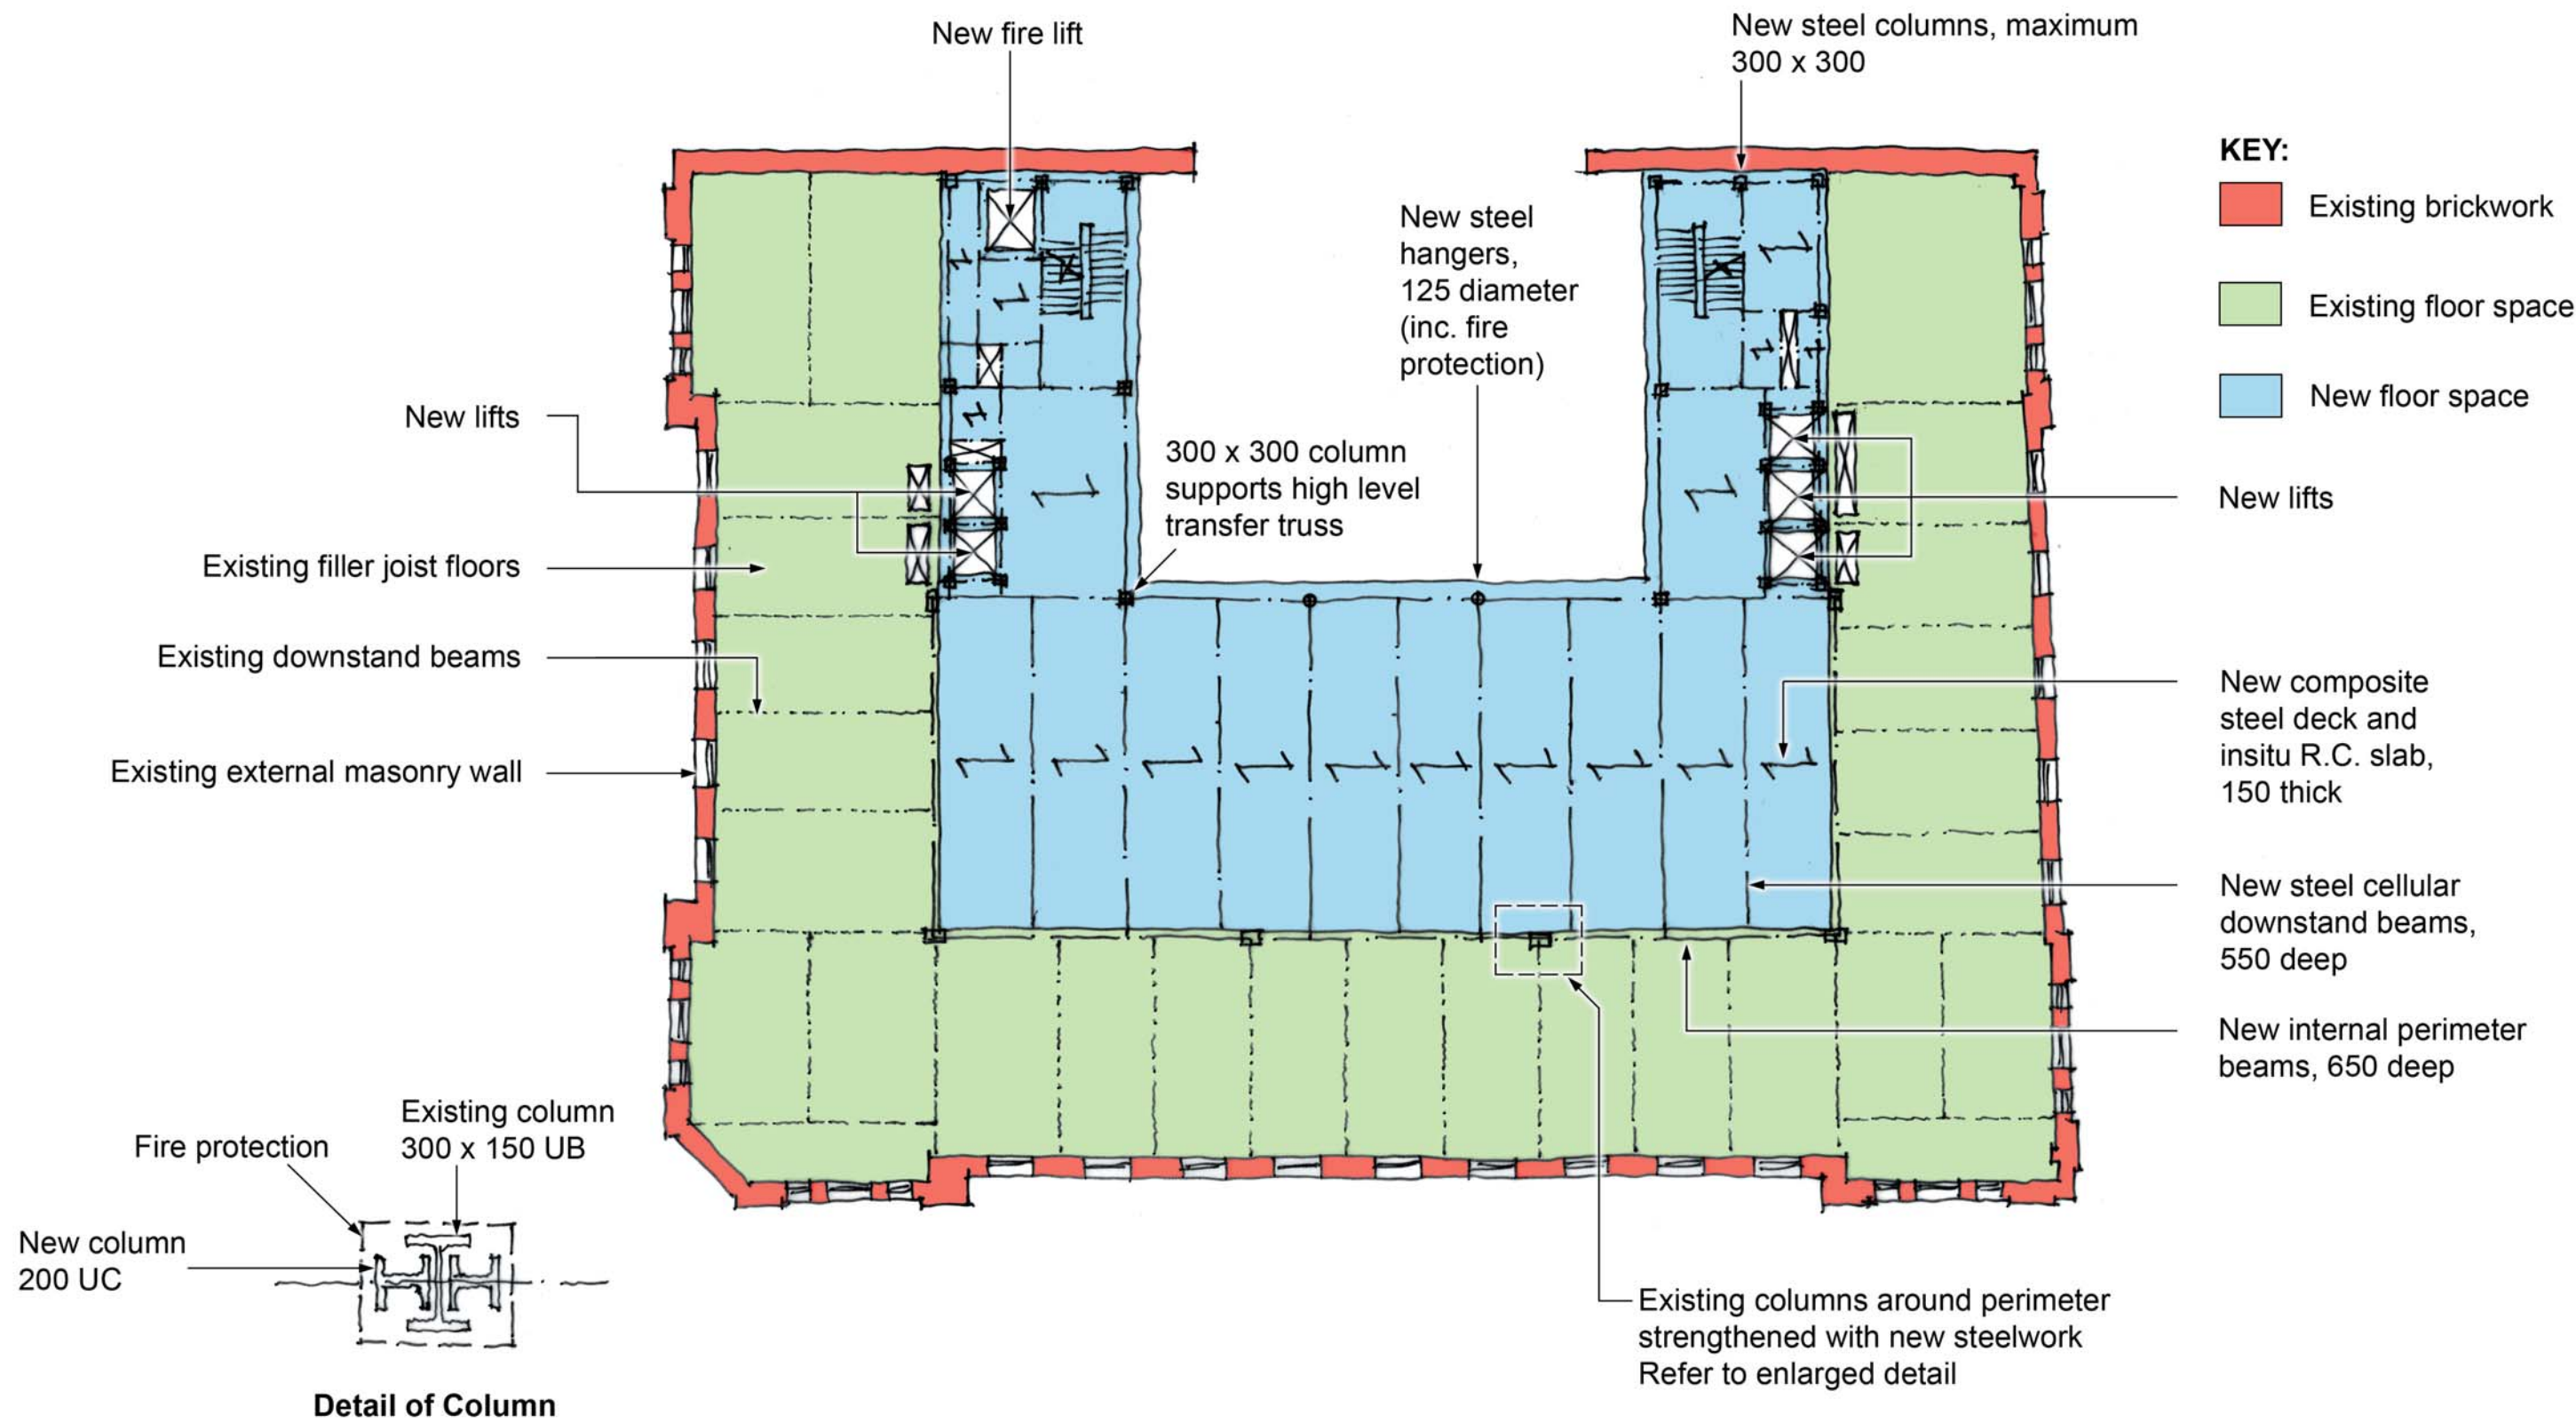 New fire lift
New steel columns, maximum
300 x 300
KEY:
Existing brickwork
Existing floor space
New floor space
New steel
hangers,
125 diameter
(inc. fire
protection)
New lifts
300 x 300 column
supports high level
transfer truss
New lifts
Existing filler joist floors
Existing downstand beams
Existing external masonry wall
New composite
steel deck and
insitu R.C. slab,
150 thick
New steel cellular
downstand beams,
550 deep
New internal perimeter
beams, 650 deep
Existing column
300 x 150 UB
Fire protection
New column
200 UC
Existing columns around perimeter
strengthened with new steelwork
Refer to enlarged detail
Detail of Column